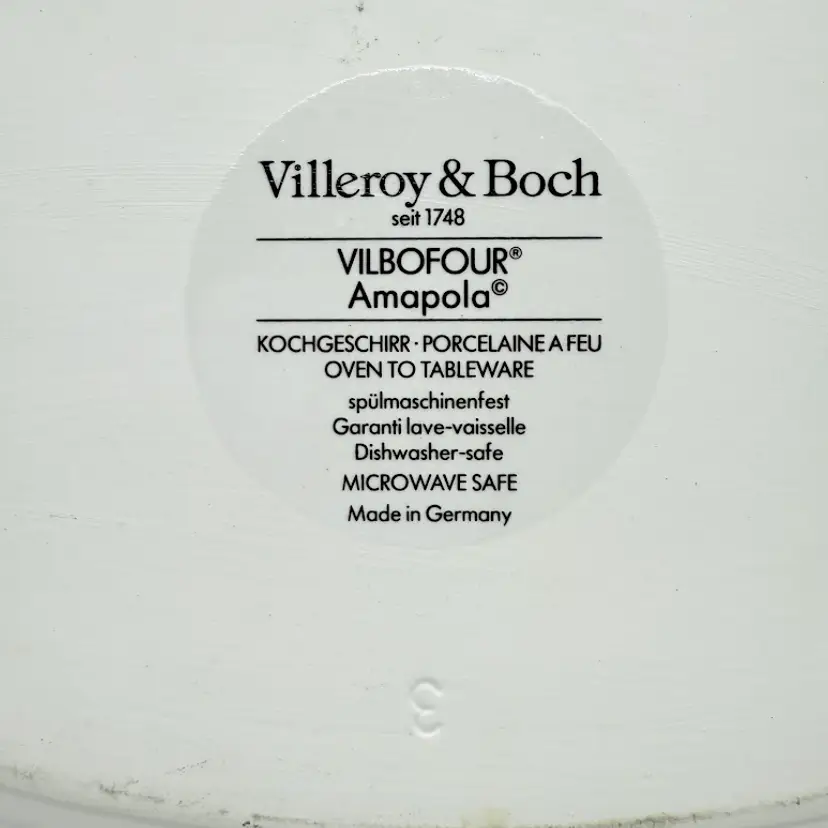 Villeroy & Boch
seit 1748
VILBOFOUR®
Amapola©
KOCHGESCHIRR · PORCELAINE A FEU
OVEN TO TABLEWARE
spülmaschinenfest
Garanti lave-vaisselle
Dishwasher-safe
MICROWAVE SAFE
Made in Germany
3